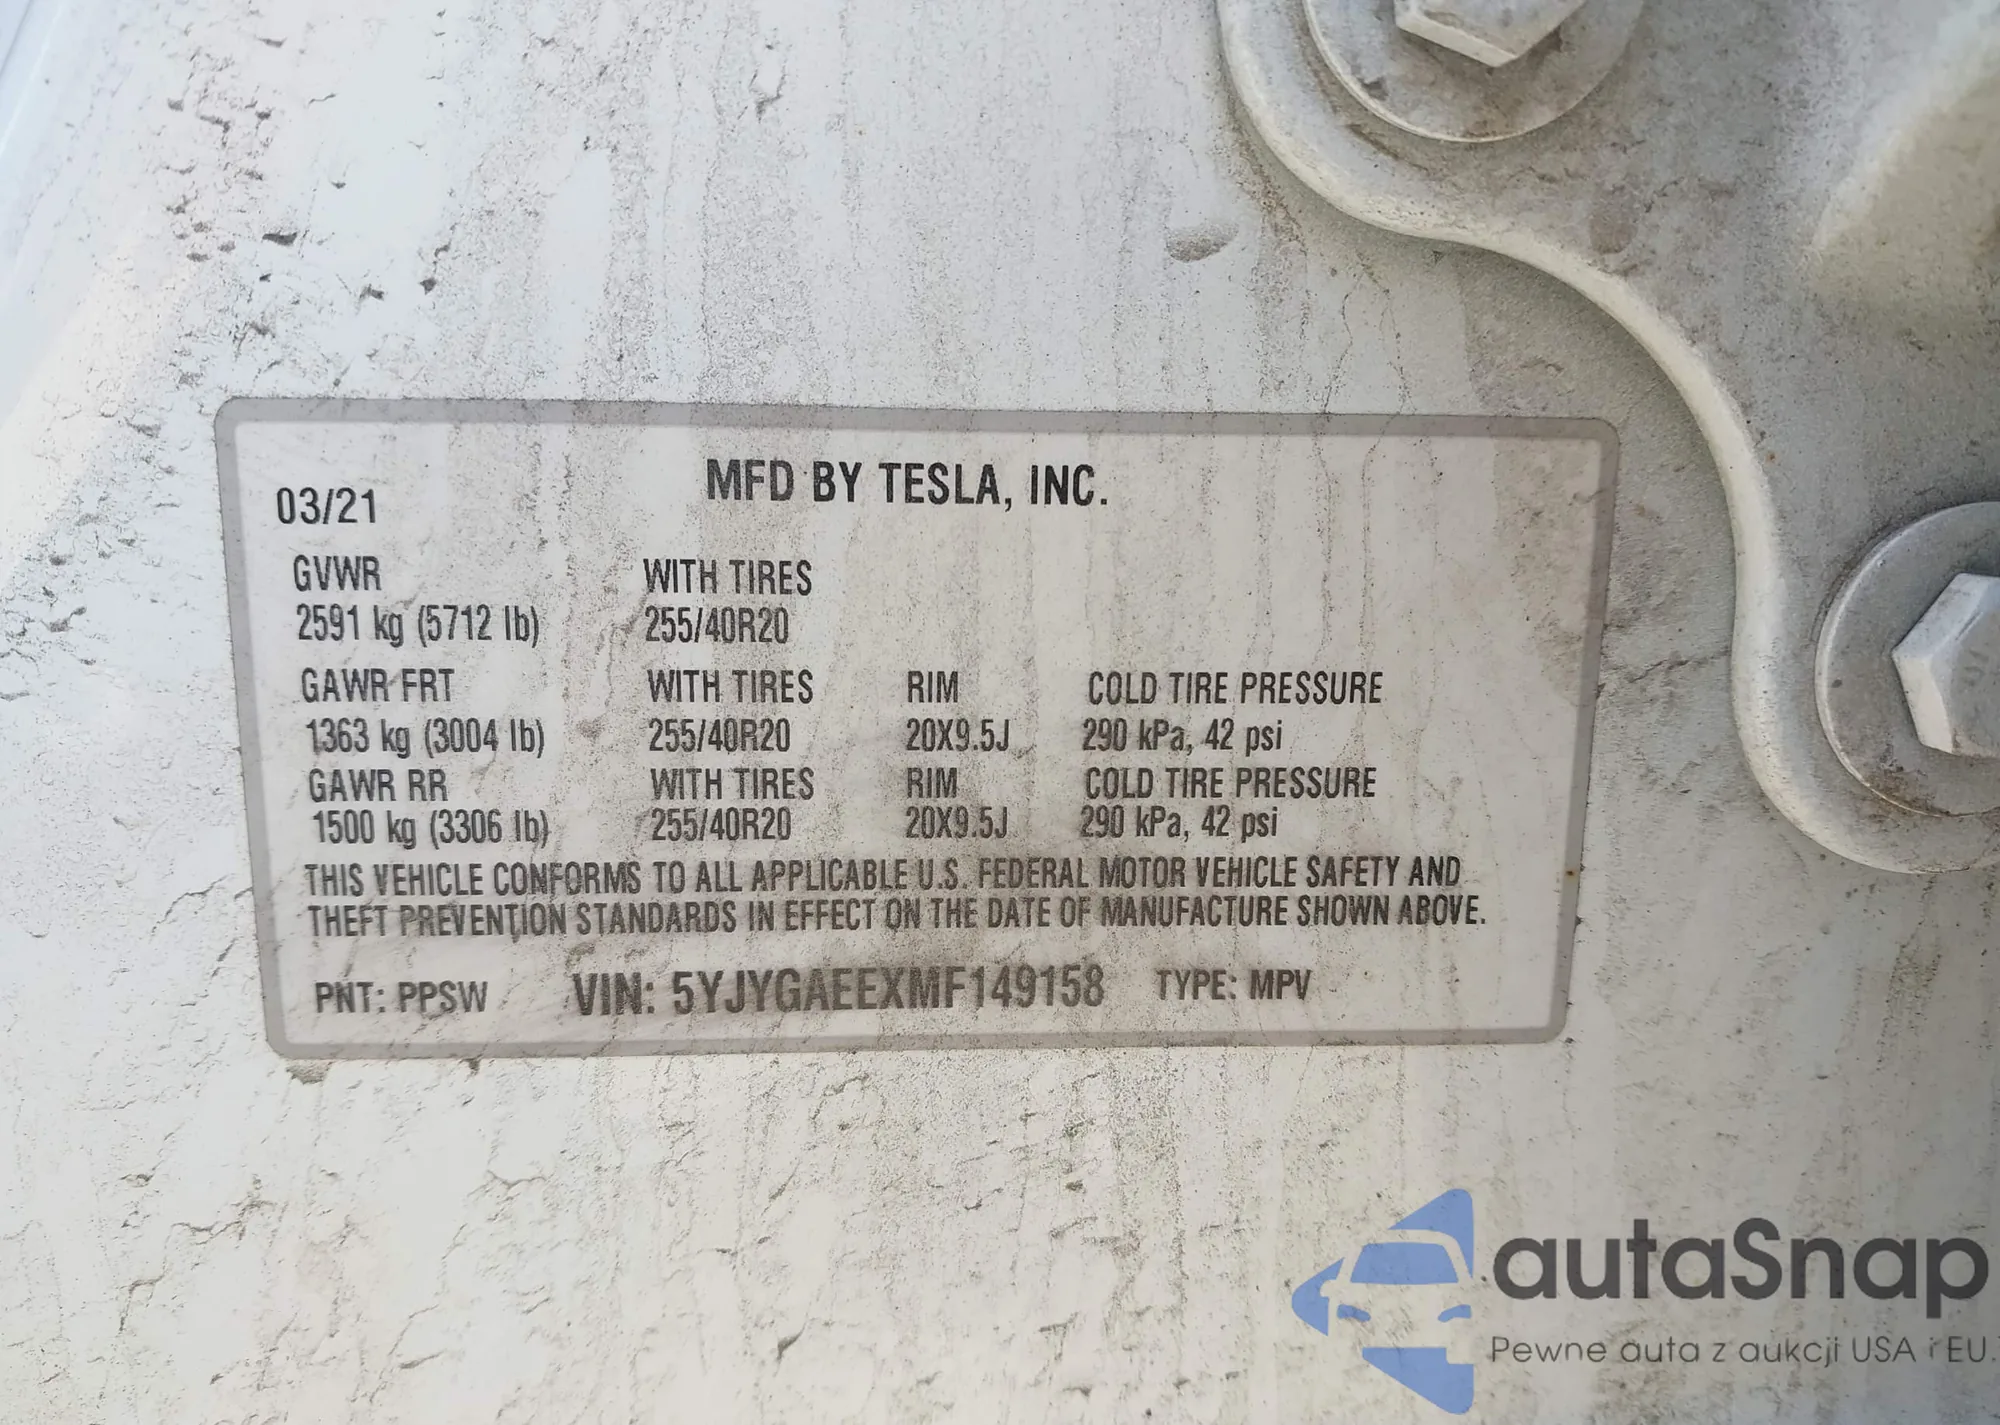 03/21 MFD BY TESLA, INC.
GVWR WITH TIRES
2591 kg (5712 lb) 255/40R20
GAWR FRT WITH TIRES RIM COLD TIRE PRESSURE
1363 kg (3004 lb) 255/40R20 20X9.5J 290 kPa, 42 psi
GAWR RR WITH TIRES RIM COLD TIRE PRESSURE
1500 kg (3306 lb) 255/40R20 20X9.5J 290 kPa, 42 psi
THIS VEHICLE CONFORMS TO ALL APPLICABLE U.S. FEDERAL MOTOR VEHICLE SAFETY AND
THEFT PREVENTION STANDARDS IN EFFECT ON THE DATE OF MANUFACTURE SHOWN ABOVE.
PNT: PPSW VIN: 5YJYGAEEXMF149158 TYPE: MPV
autaSnap
Pewne auta z aukcji USA i EU.